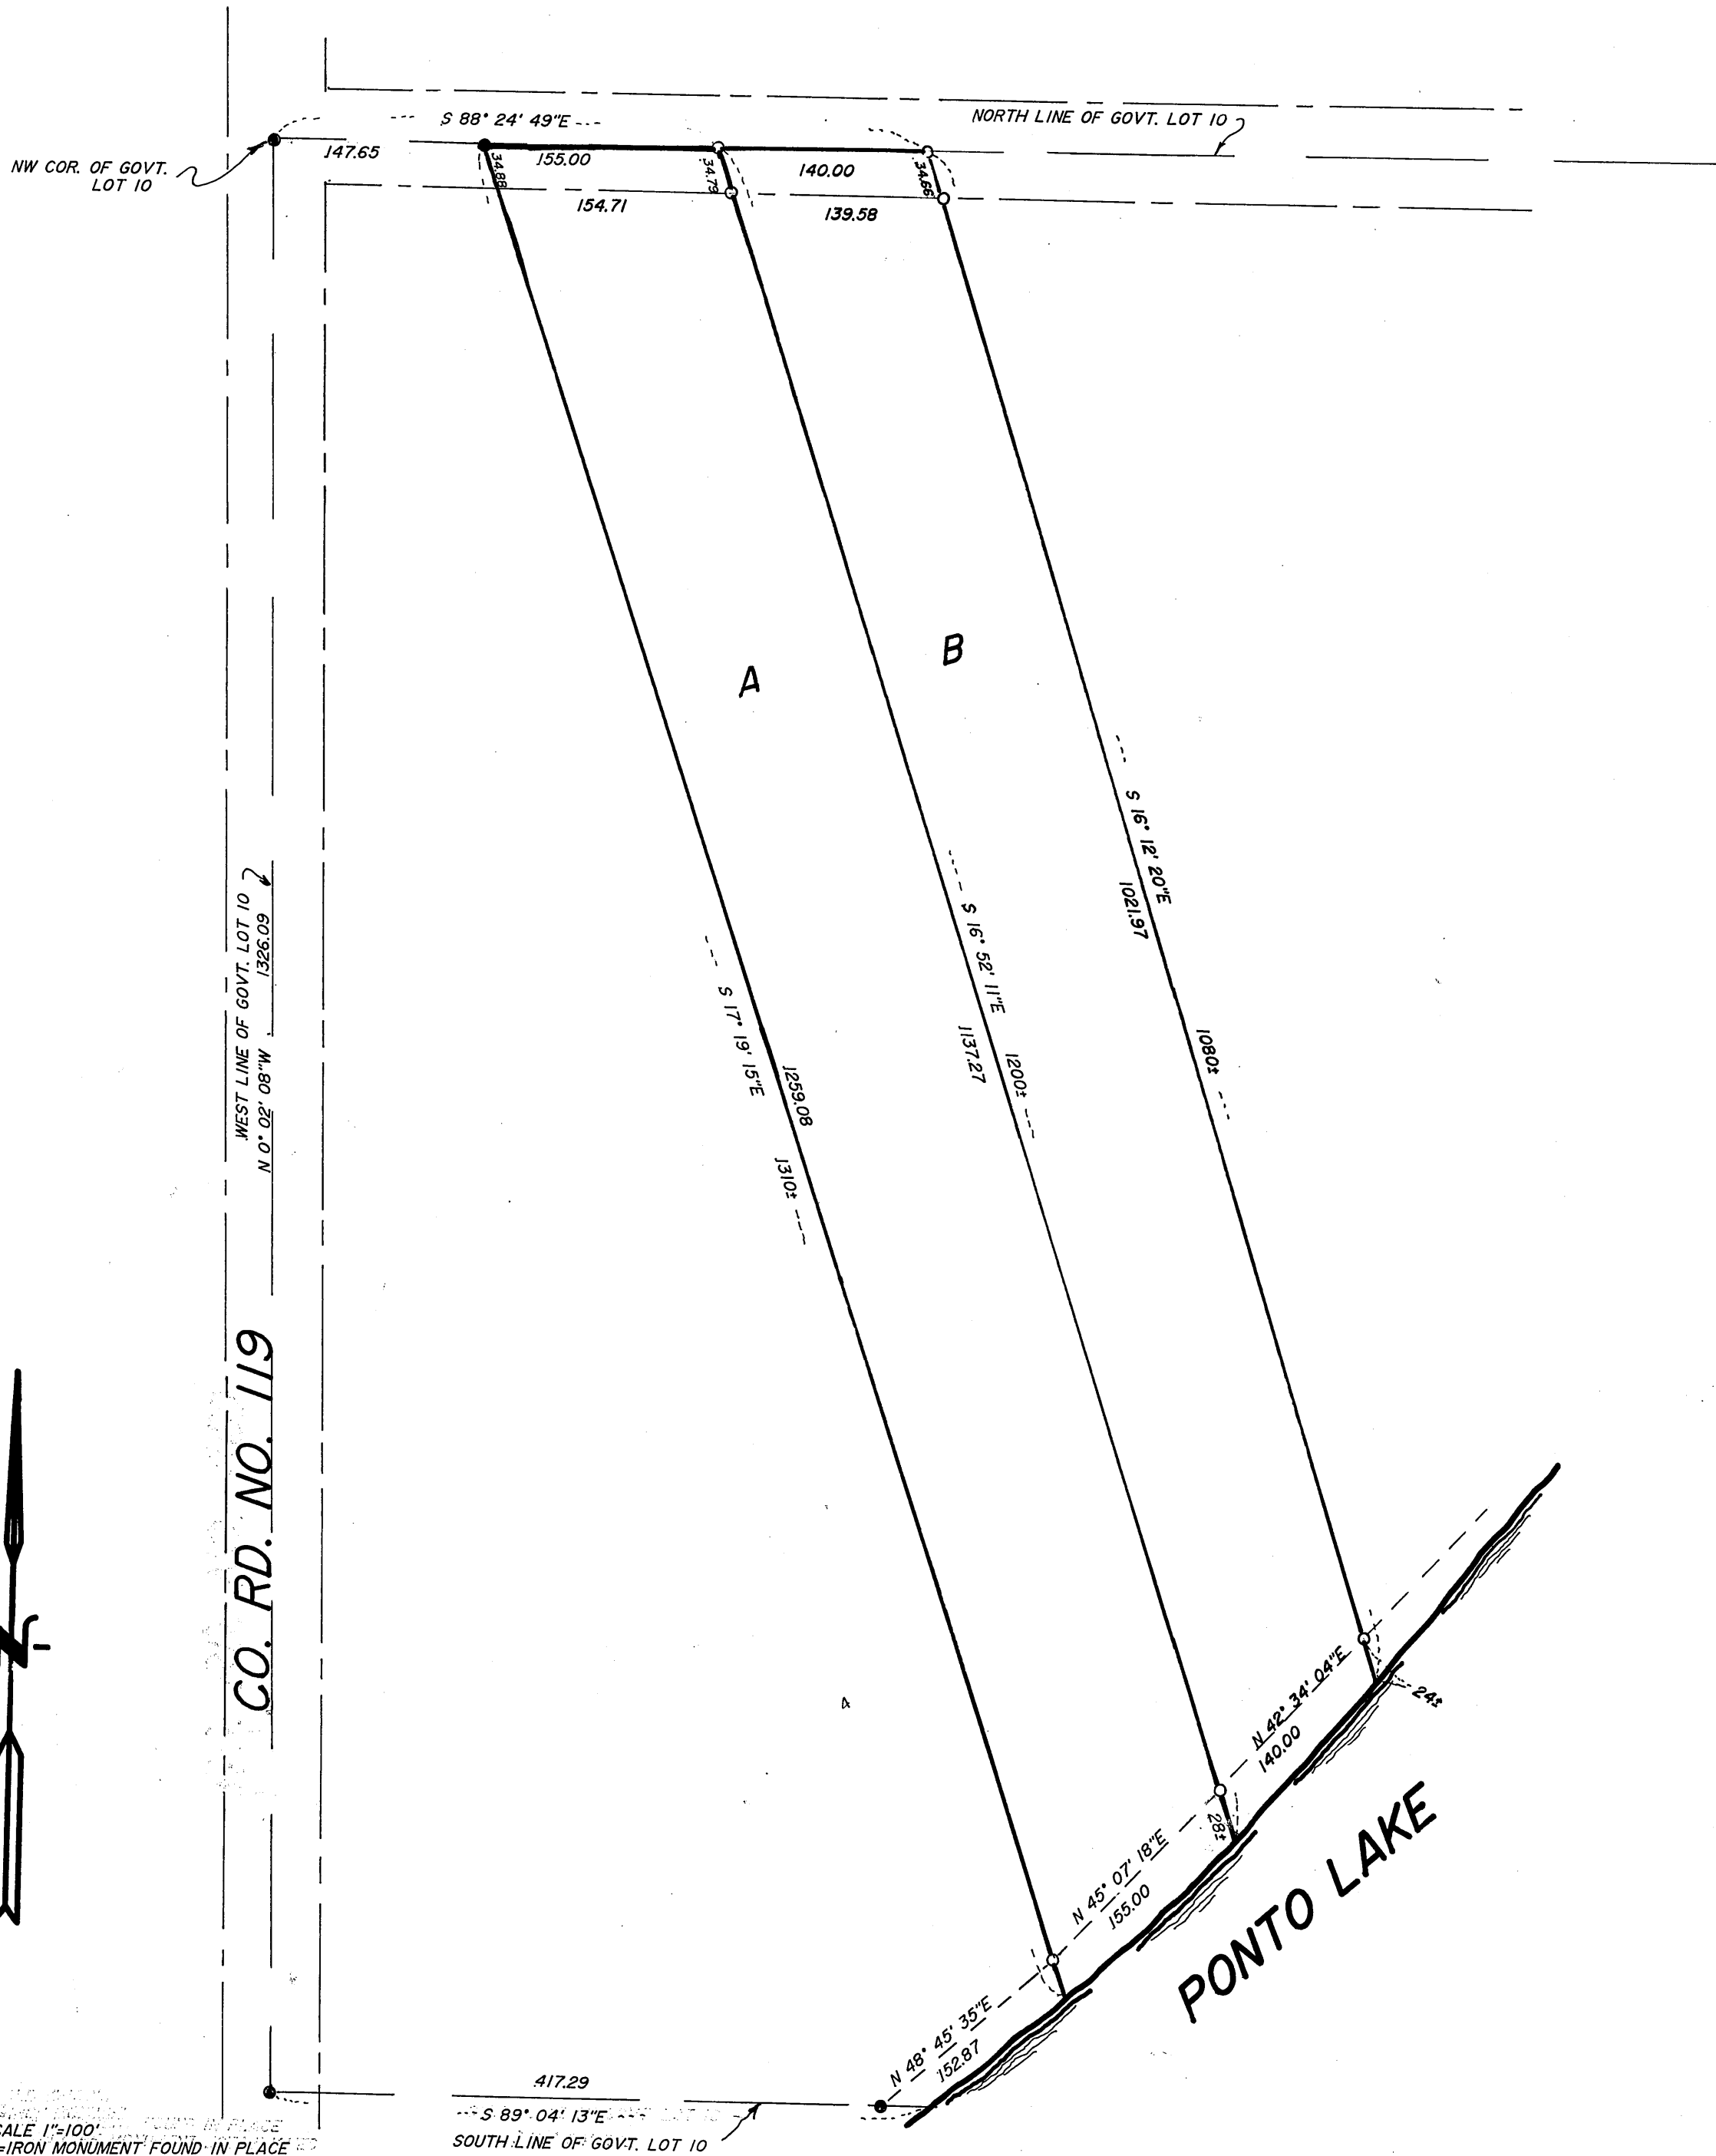 S 88° 24' 49"E
NORTH LINE OF GOVT. LOT 10
NW COR. OF GOVT.
LOT 10
147.65
155.00
140.00
34.88
34.79
34.66
154.71
139.58
A
B
S 16° 12' 20"E
1021.97
1080±
S 16° 52' 11"E
1137.27
1200±
S 17° 19' 15"E
1259.08
1310±
WEST LINE OF GOVT. LOT 10
N 0° 02' 08"W 1326.09
CO. RD. NO. 119
N
N 42° 34' 04"E
140.00
24±
28±
N 45° 07' 18"E
155.00
N 48° 45' 35"E
152.87
PONTO LAKE
417.29
S 89° 04' 13"E
SOUTH LINE OF GOVT. LOT 10
CALE 1"=100'
=IRON MONUMENT FOUND IN PLACE